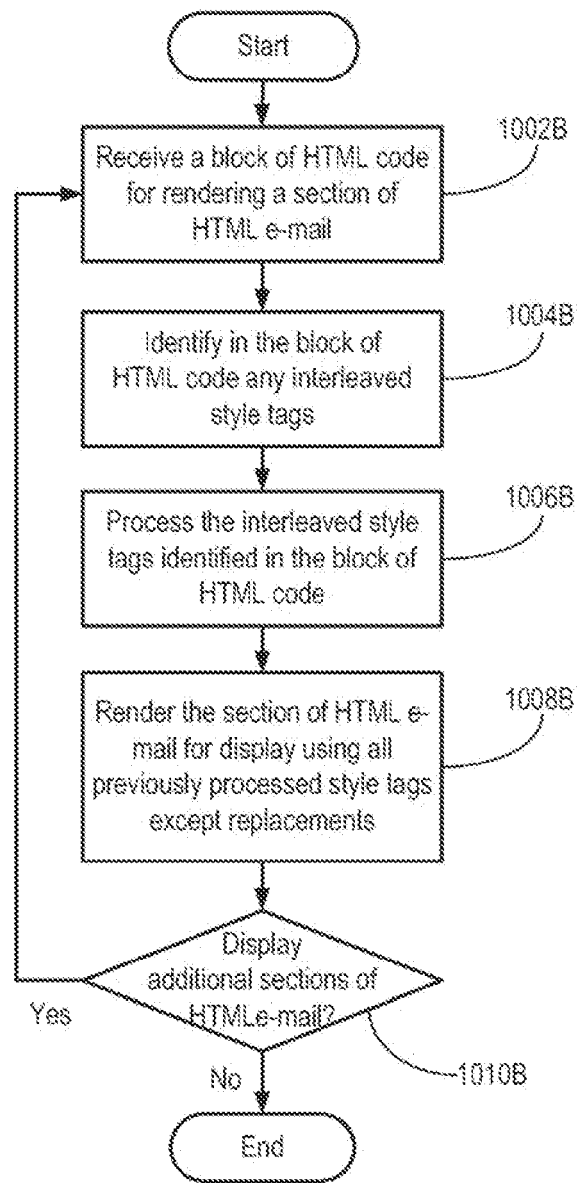 Start
1002B
Receive a block of HTML code
for rendering a section of
HTML e-mail
1004B
Identify in the block of
HTML code any interleaved
style tags
1006B
Process the interleaved style
tags identified in the block of
HTML code
1008B
Render the section of HTML e-
mail for display using all
previously processed style tags
except replacements
Display
additional sections of
HTMLe-mail?
Yes
1010B
No
End